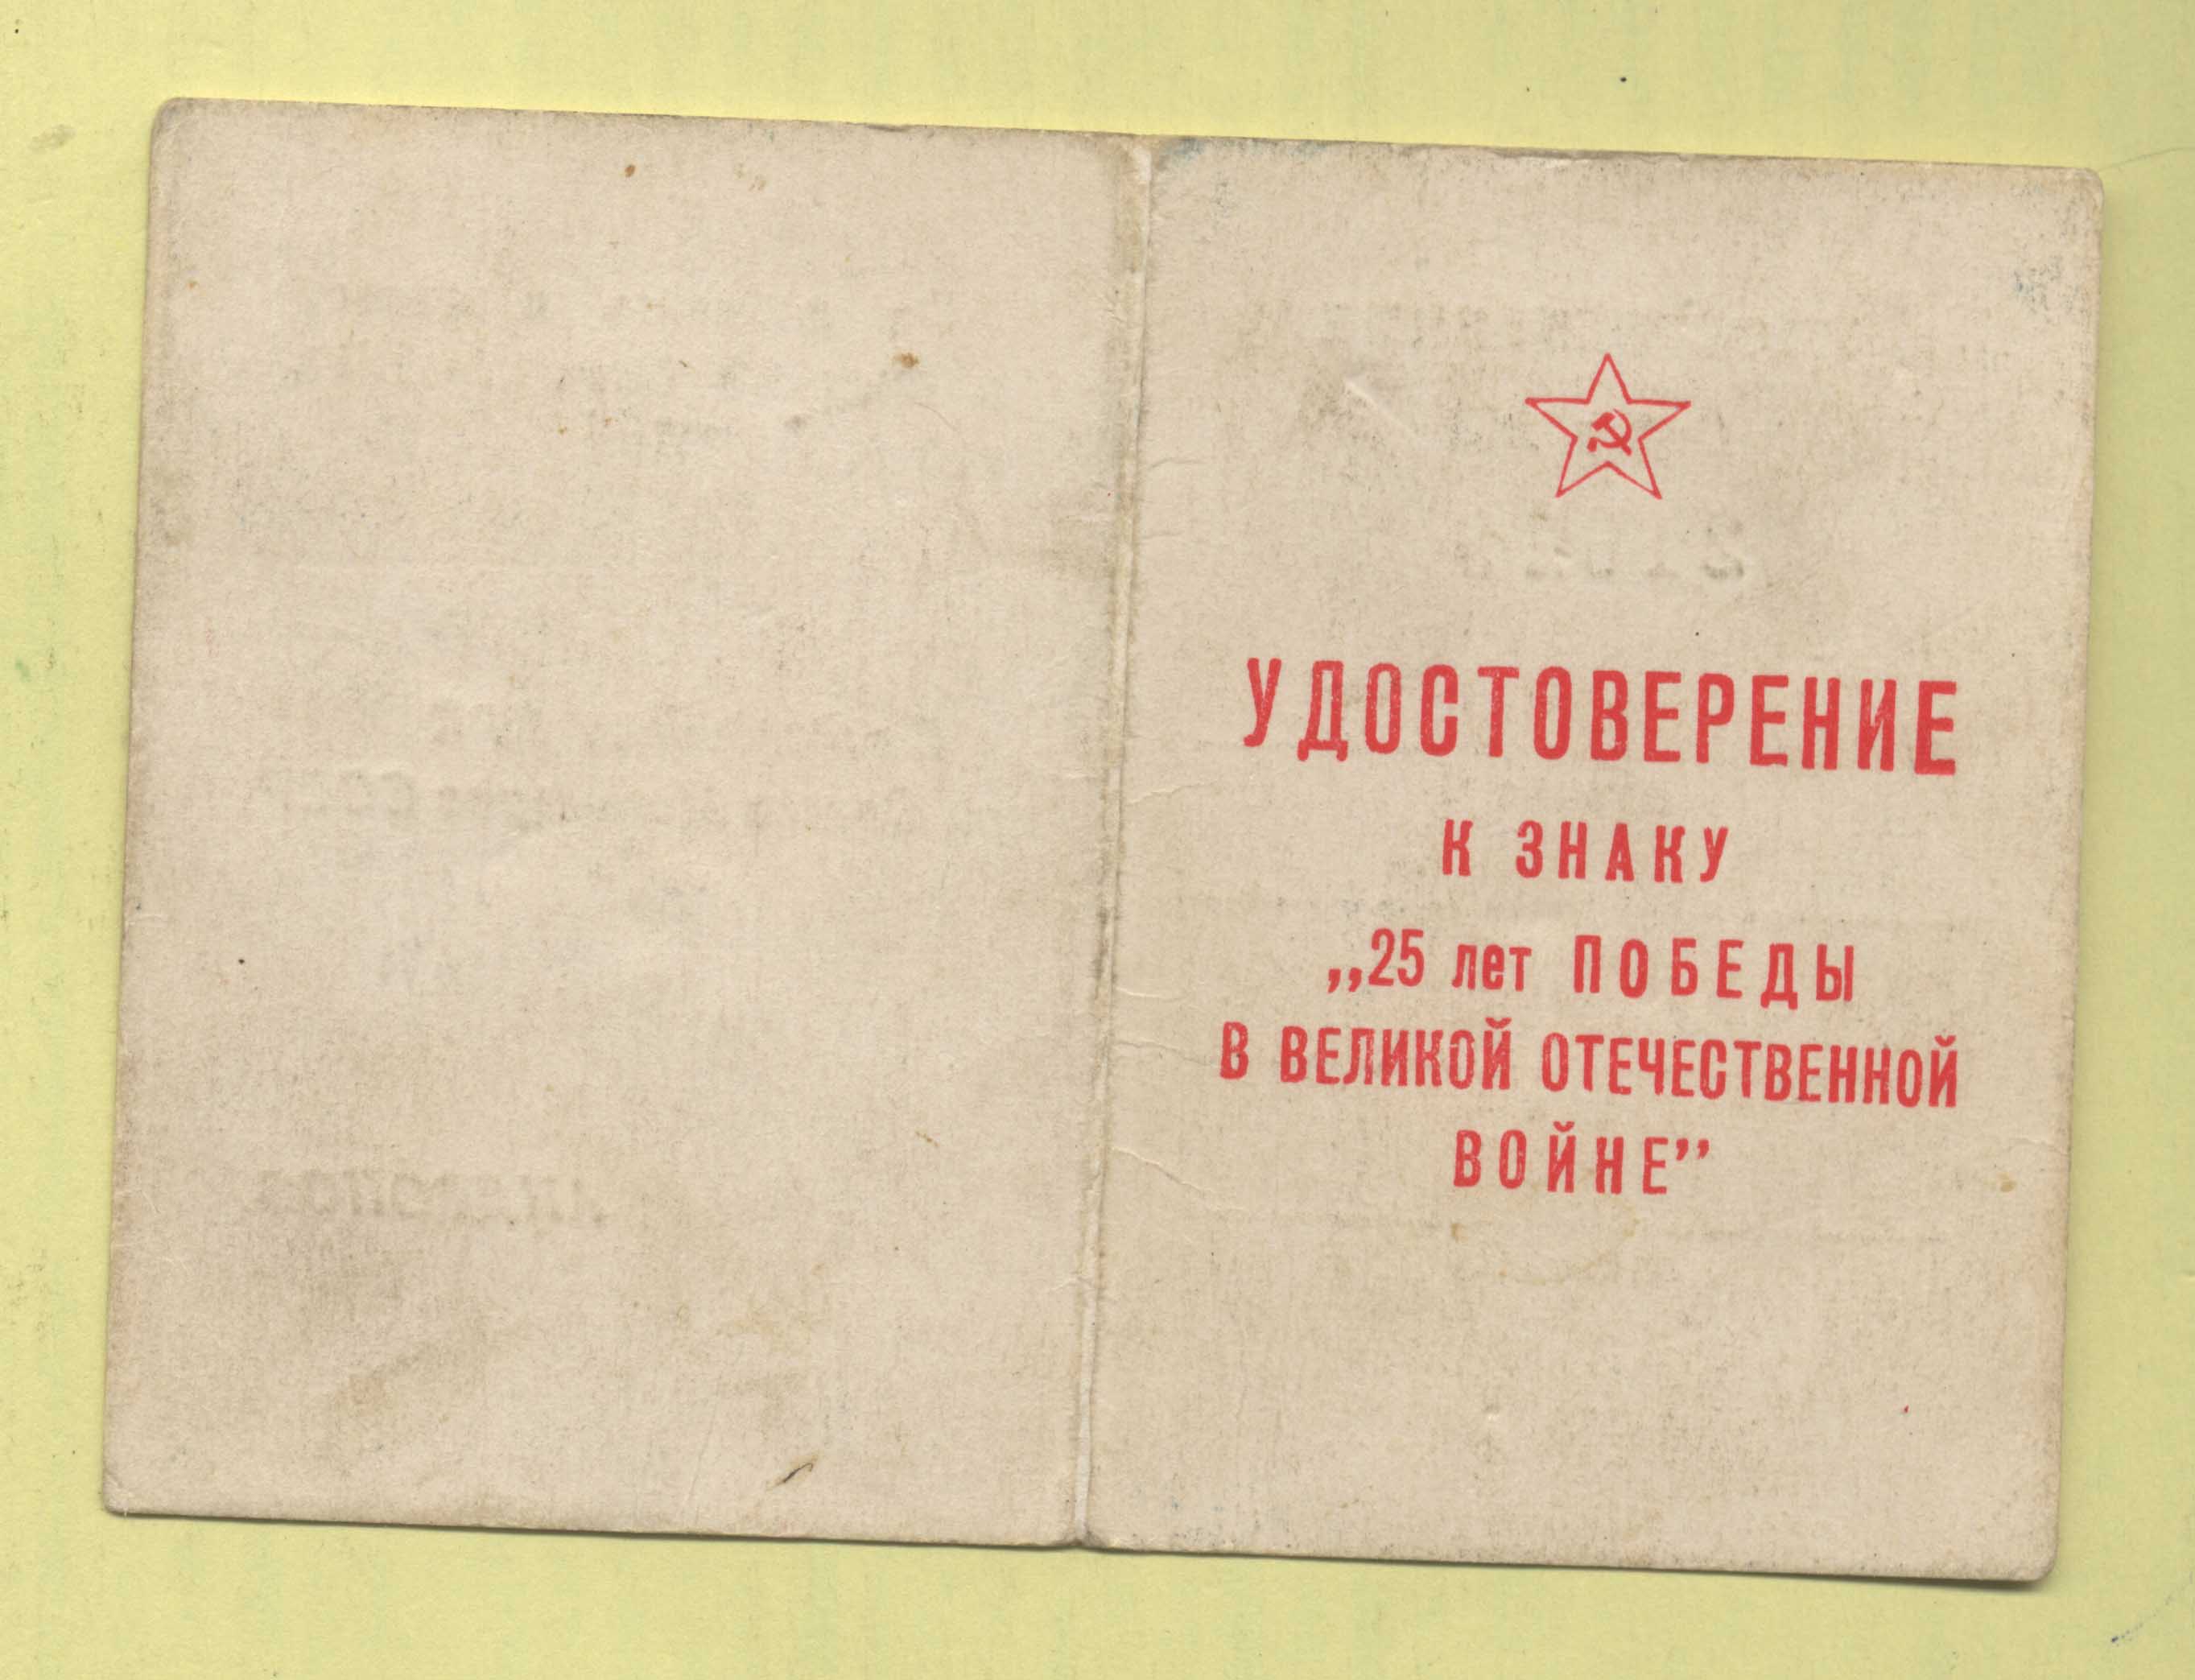 УДОСТОВЕРЕНИЕ
К ЗНАКУ
„25 лет ПОБЕДЫ
В ВЕЛИКОЙ ОТЕЧЕСТВЕННОЙ
ВОЙНЕ”